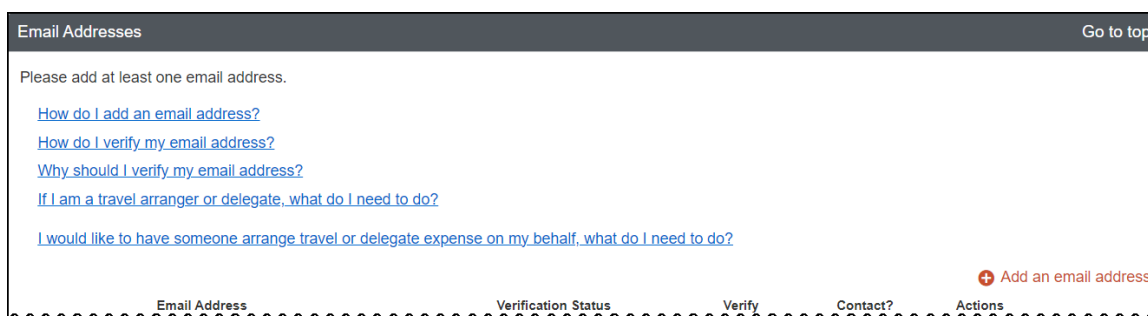 Email Addresses Go to top
Please add at least one email address.
How do I add an email address?
How do I verify my email address?
Why should I verify my email address?
If I am a travel arranger or delegate, what do I need to do?
I would like to have someone arrange travel or delegate expense on my behalf, what do I need to do?
Add an email address
Email Address Verification Status Verify Contact? Actions